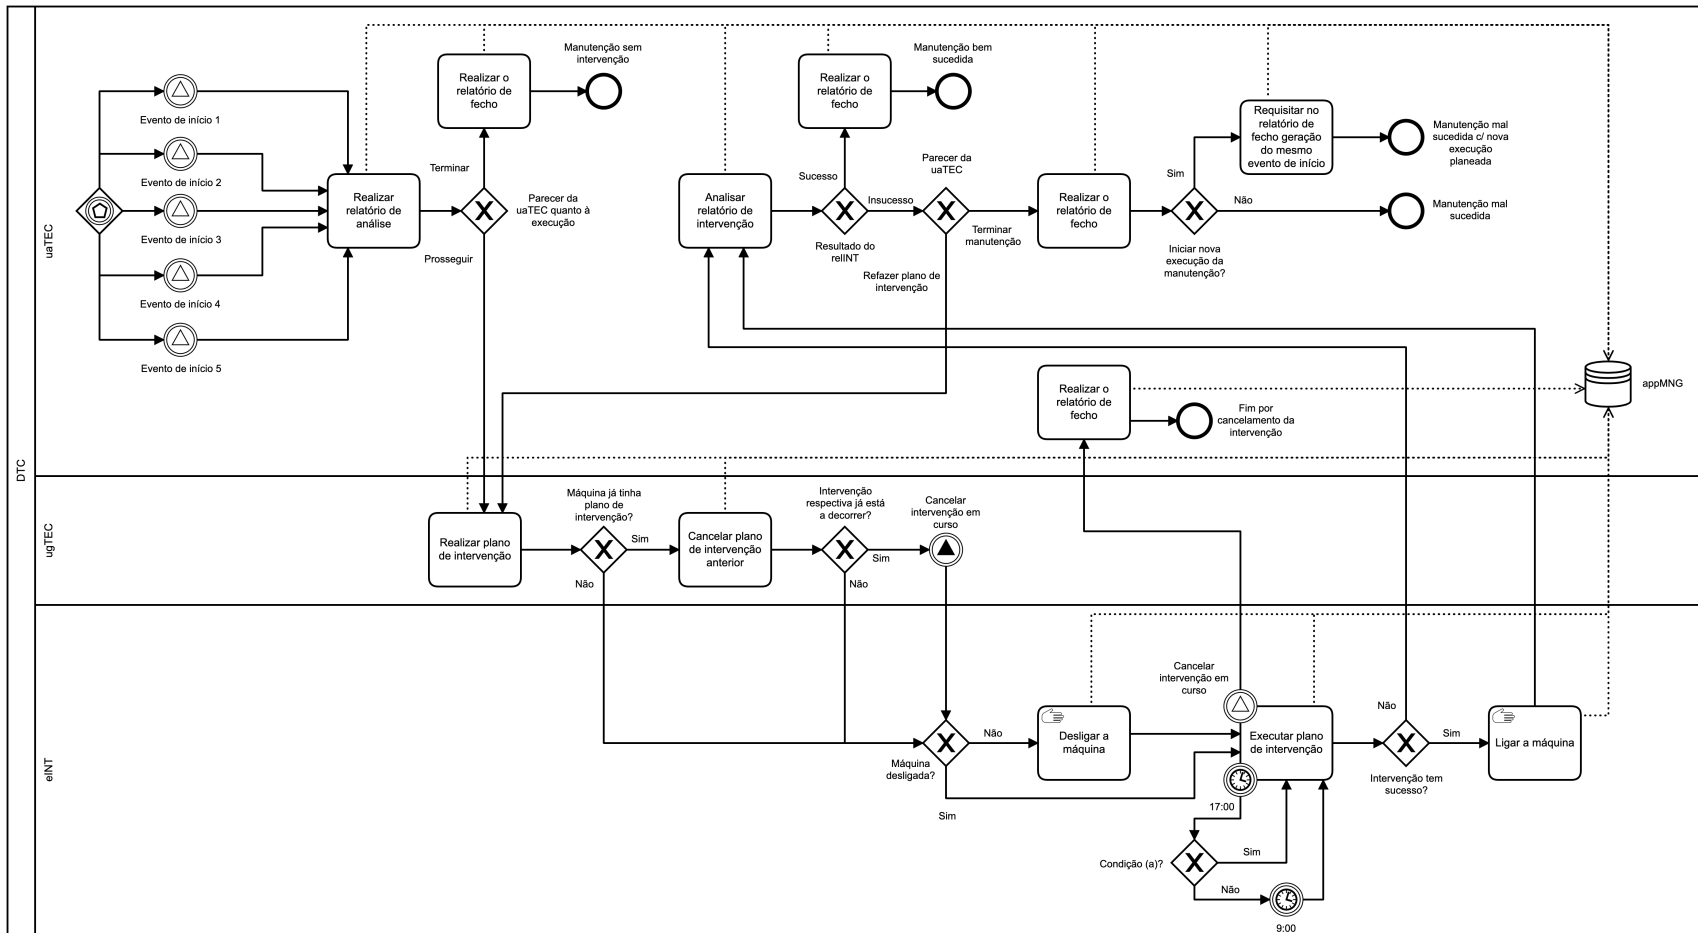 DTC
uaTEC
Evento de início 1
Evento de início 2
Evento de início 3
Evento de início 4
Evento de início 5
Realizar
relatório de
análise
Terminar
Prosseguir
Parecer da
uaTEC quanto à
execução
Realizar o
relatório de
fecho
Manutenção sem
intervenção
Analisar
relatório de
intervenção
Sucesso
Insucesso
Resultado do
relINT
Realizar o
relatório de
fecho
Manutenção bem
sucedida
Parecer da
uaTEC
Terminar
manutenção
Refazer plano de
intervenção
Realizar o
relatório de
fecho
Sim
Não
Iniciar nova
execução da
manutenção?
Requisitar no
relatório de
fecho geração
do mesmo
evento de início
Manutenção mal
sucedida c/ nova
execução
planeada
Manutenção mal
sucedida
Realizar o
relatório de
fecho
Fim por
cancelamento da
intervenção
appMNG
ugTEC
Realizar plano
de intervenção
Máquina já tinha
plano de
intervenção?
Sim
Não
Cancelar plano
de intervenção
anterior
Intervenção
respectiva já está
a decorrer?
Sim
Não
Cancelar
intervenção em
curso
eINT
Máquina
desligada?
Não
Sim
Desligar a
máquina
Cancelar
intervenção em
curso
Executar plano
de intervenção
17:00
Condição (a)?
Sim
Não
9:00
Não
Sim
Intervenção tem
sucesso?
Ligar a máquina